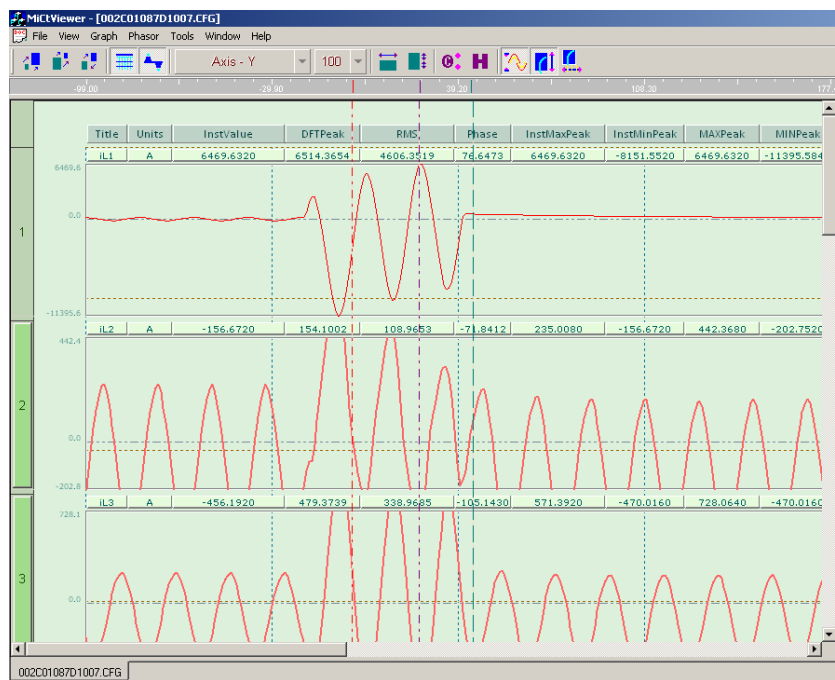 MiCtViewer - [002C01087D1007.CFG]
File View Graph Phasor Tools Window Help
Axis - Y 100
-99.00 -29.90 39.20 108.30 177.4
Title Units InstValue DFTPeak RMS Phase InstMaxPeak InstMinPeak MAXPeak MINPeak
iL1 A 6469.6320 6514.3654 4606.3519 76.6473 6469.6320 -8151.5520 6469.6320 -11395.584
6469.6
0.0
1
-11395.6
iL2 A -156.6720 154.1002 108.9653 -71.8412 235.0080 -156.6720 442.3680 -202.7520
442.4
2
0.0
-202.8
iL3 A -456.1920 479.3739 338.9685 -105.1430 571.3920 -470.0160 728.0640 -470.0160
728.1
3
0.0
002C01087D1007.CFG